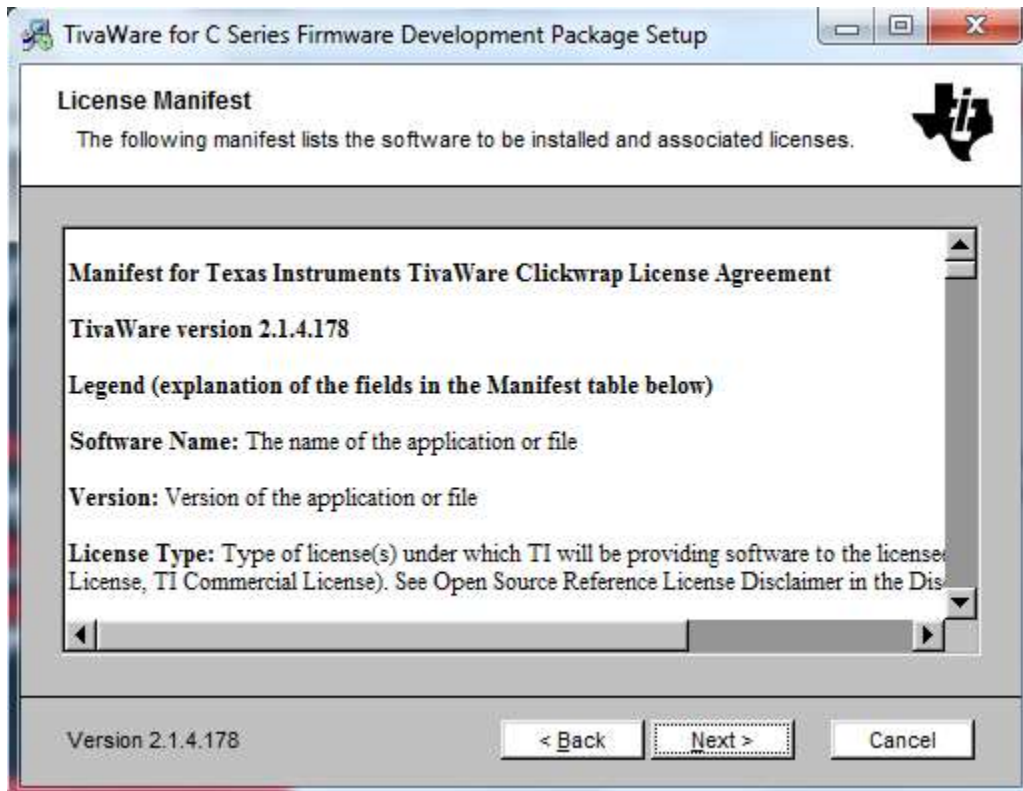 TivaWare for C Series Firmware Development Package Setup
License Manifest
The following manifest lists the software to be installed and associated licenses.
Manifest for Texas Instruments TivaWare Clickwrap License Agreement
TivaWare version 2.1.4.178
Legend (explanation of the fields in the Manifest table below)
Software Name: The name of the application or file
Version: Version of the application or file
License Type: Type of license(s) under which TI will be providing software to the licensee
License, TI Commercial License). See Open Source Reference License Disclaimer in the Dis
Version 2.1.4.178
< Back
Next >
Cancel